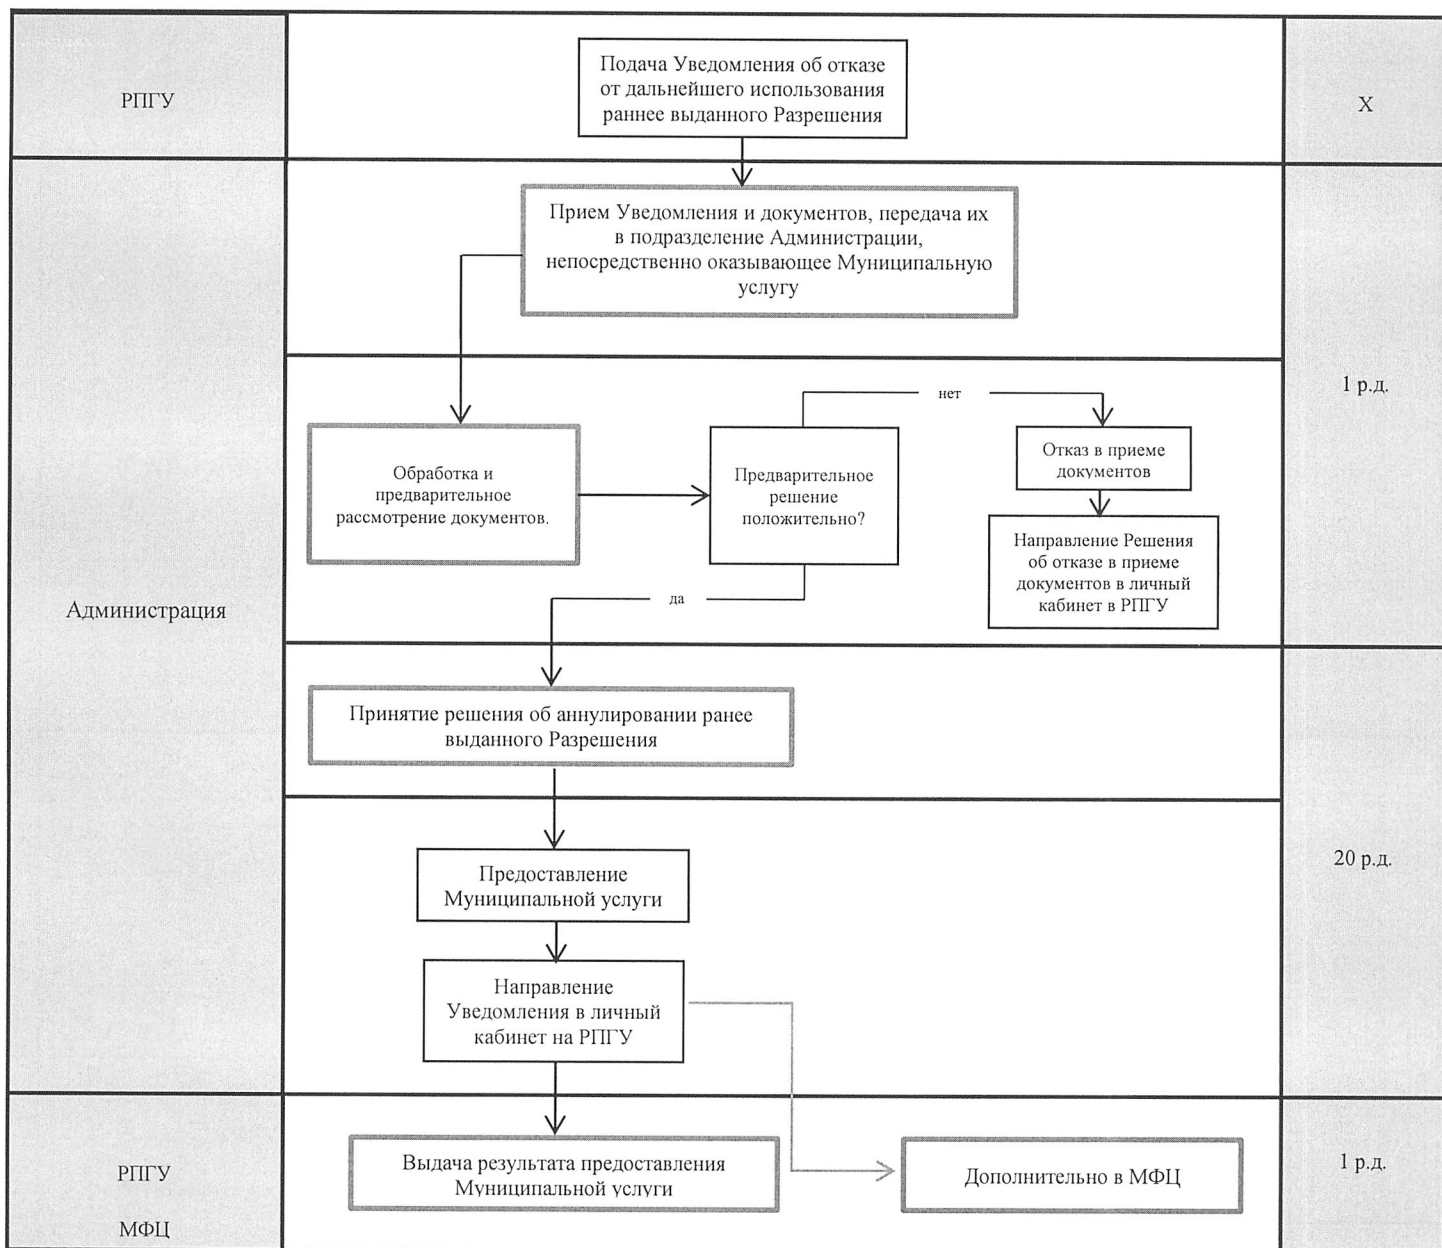 РПГУ
Подача Уведомления об отказе
от дальнейшего использования
раннее выданного Разрешения
X
Администрация
Прием Уведомления и документов, передача их
в подразделение Администрации,
непосредственно оказывающее Муниципальную
услугу
1 р.д.
Обработка и
предварительное
рассмотрение документов.
Предварительное
решение
положительно?
нет
Отказ в приеме
документов
Направление Решения
об отказе в приеме
документов в личный
кабинет в РПГУ
да
Принятие решения об аннулировании ранее
выданного Разрешения
20 р.д.
Предоставление
Муниципальной услуги
Направление
Уведомления в личный
кабинет на РПГУ
РПГУ
МФЦ
Выдача результата предоставления
Муниципальной услуги
Дополнительно в МФЦ
1 р.д.